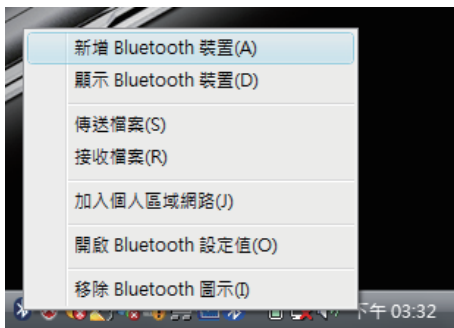 新增 Bluetooth 裝置(A)
顯示 Bluetooth 裝置(D)
傳送檔案(S)
接收檔案(R)
加入個人區域網路(J)
開啟 Bluetooth 設定值(O)
移除 Bluetooth 圖示(I)
下午 03:32